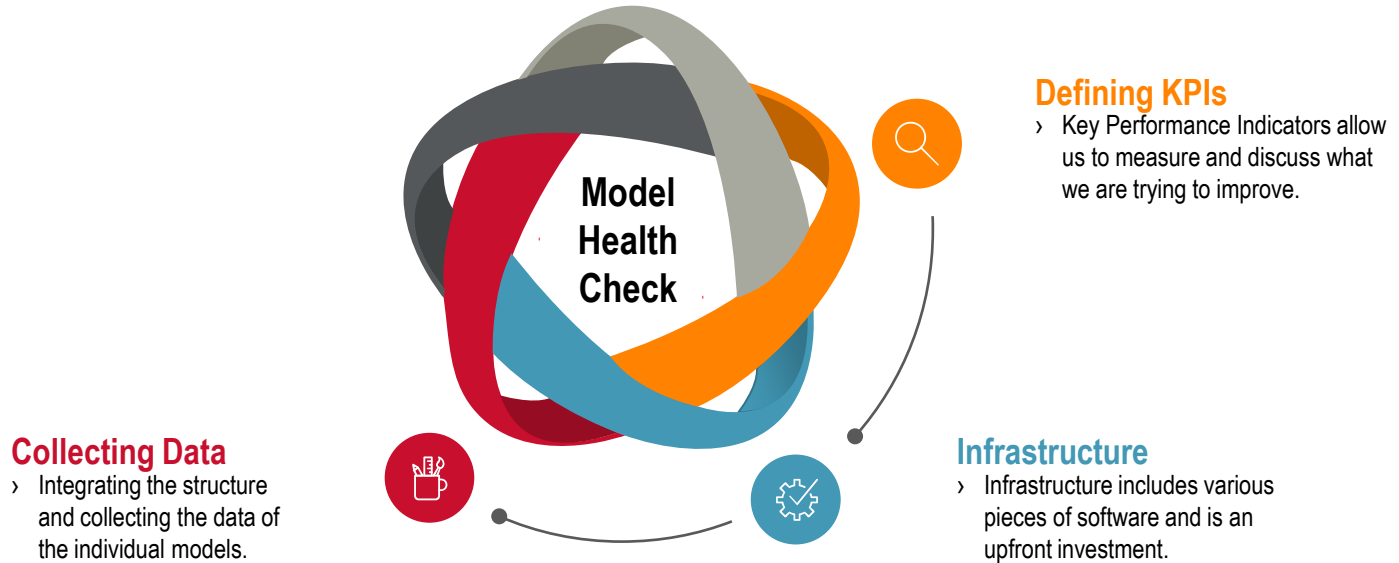 Model
Health
Check
Defining KPIs
› Key Performance Indicators allow
us to measure and discuss what
we are trying to improve.
Infrastructure
› Infrastructure includes various
pieces of software and is an
upfront investment.
Collecting Data
› Integrating the structure
and collecting the data of
the individual models.